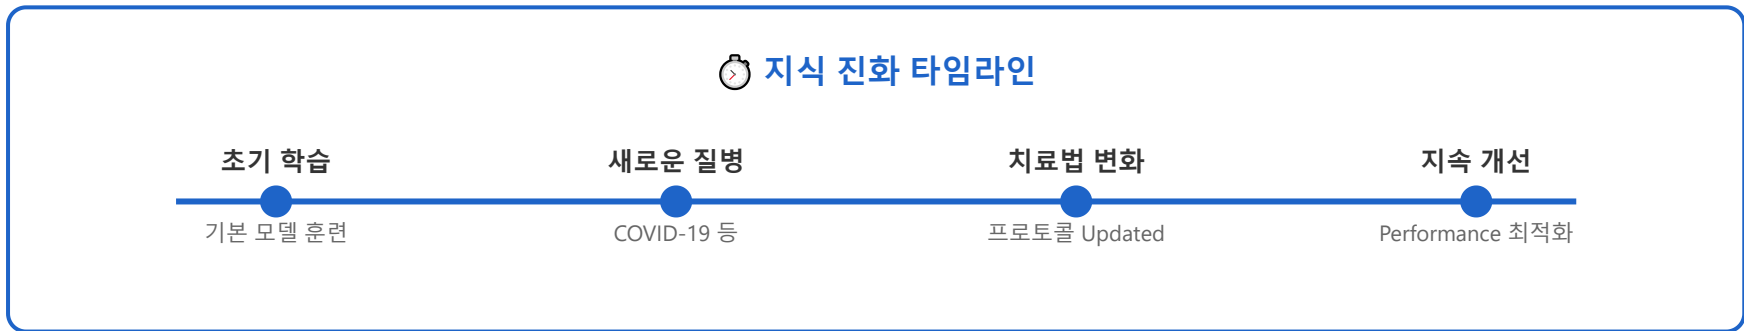 지식 진화 타임라인
초기 학습
새로운 질병
치료법 변화
지속 개선
기본 모델 훈련
COVID-19 등
프로토콜 Updated
Performance 최적화